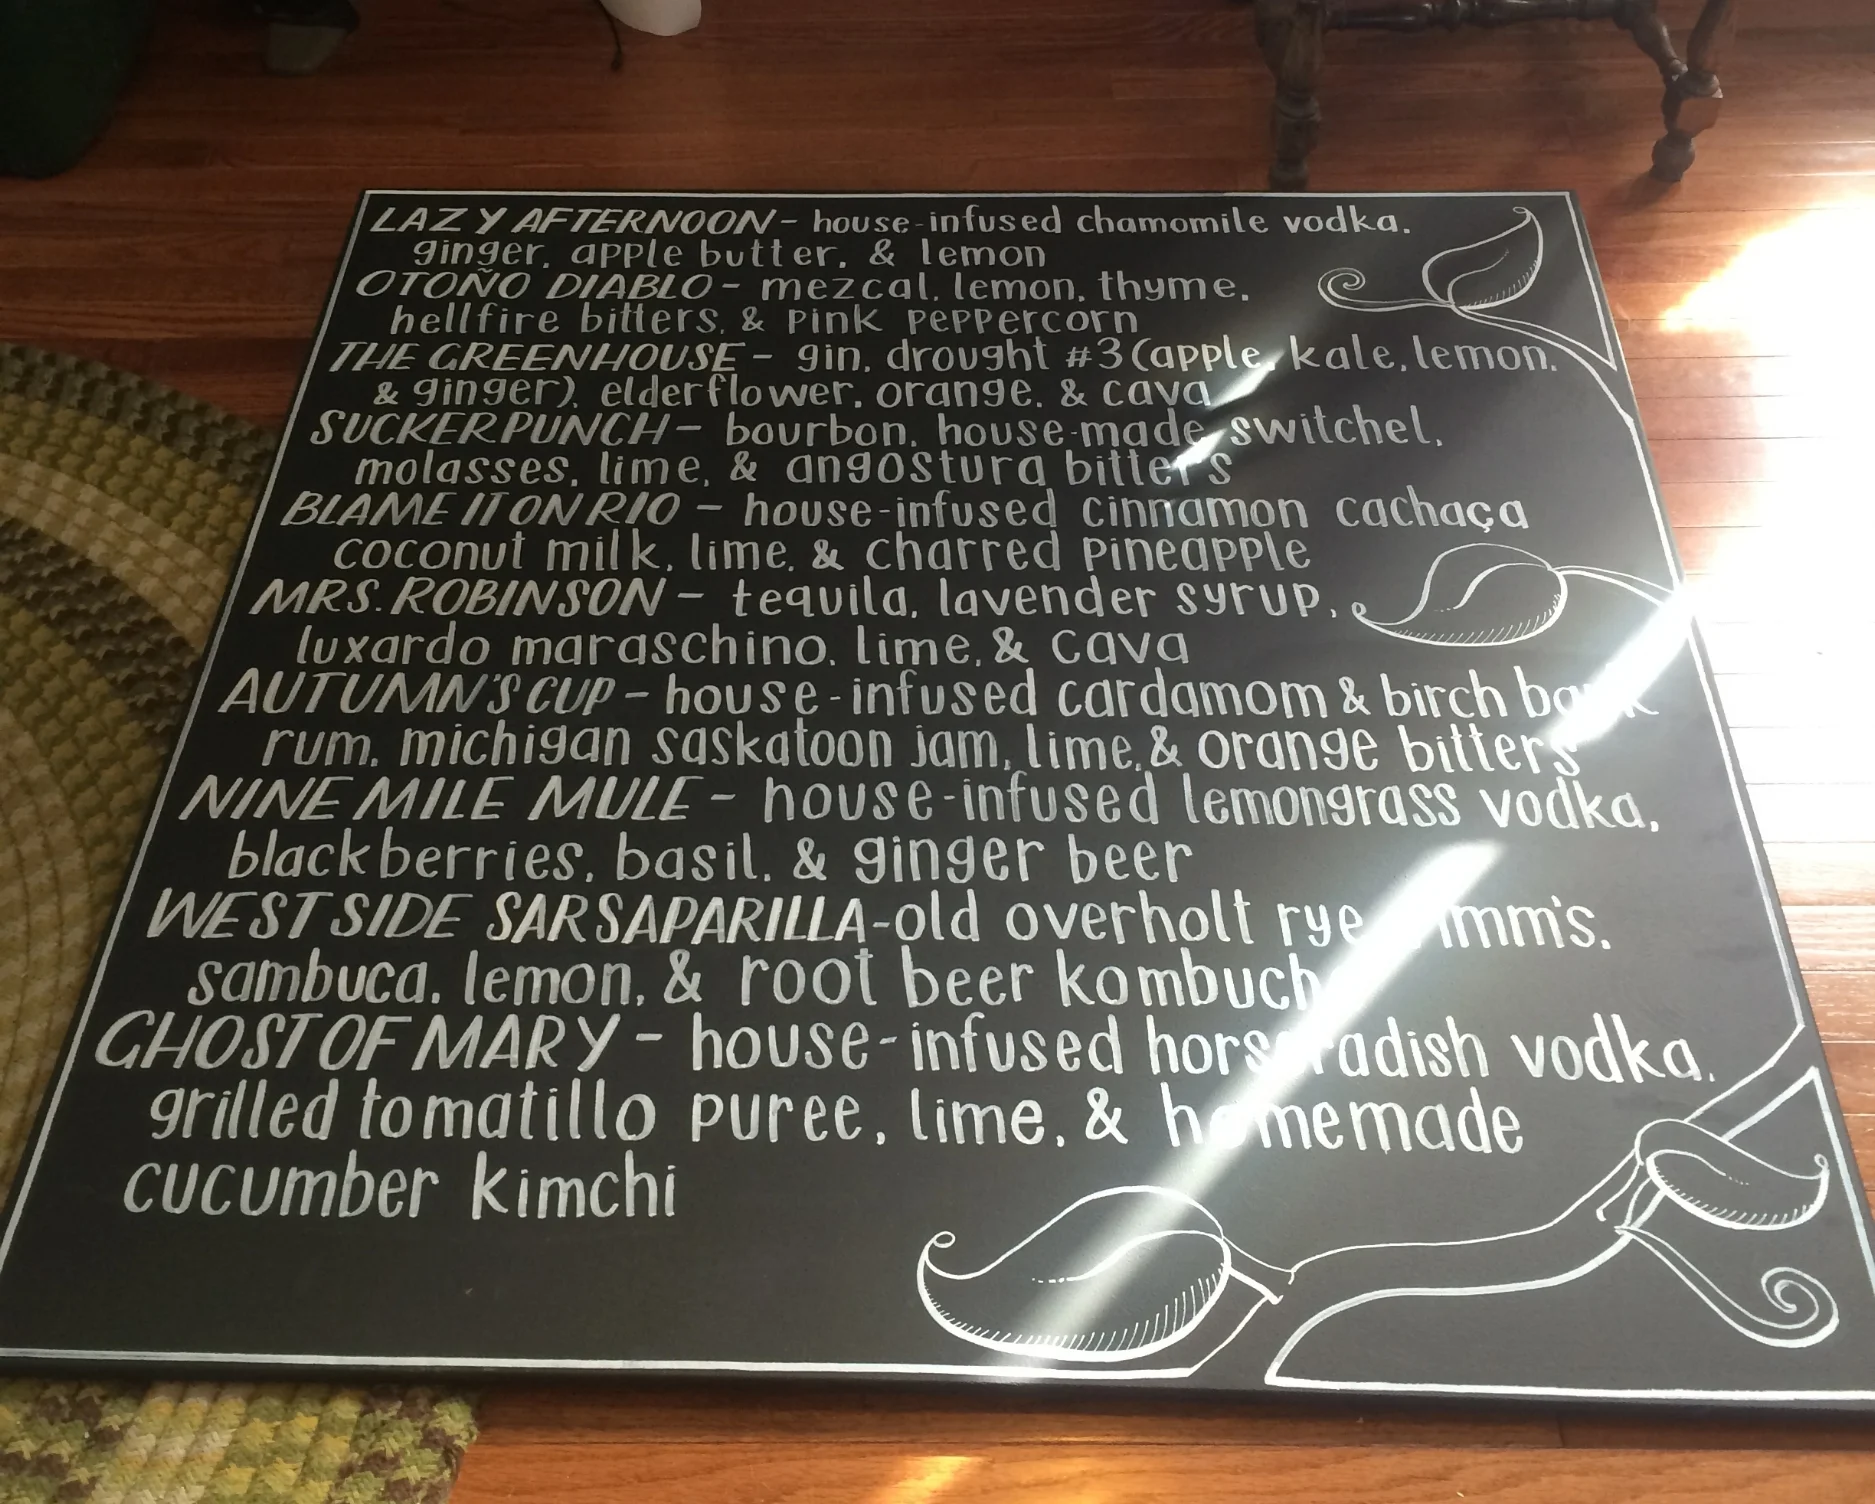 LAZY AFTERNOON - house-infused chamomile vodka,
ginger, apple butter, & lemon
OTOÑO DIABLO - mezcal, lemon, thyme,
hellfire bitters, & pink peppercorn
THE GREENHOUSE - gin, drought #3 (apple, kale, lemon,
& ginger), elderflower, orange, & cava
SUCKERPUNCH - bourbon, house-made switchel,
molasses, lime, & angostura bitters
BLAME IT ON RIO - house-infused cinnamon cachaça
coconut milk, lime, & charred pineapple
MRS. ROBINSON - tequila, lavender syrup,
luxardo maraschino, lime, & cava
AUTUMN'S CUP - house-infused cardamom & birch bark
rum, michigan saskatoon jam, lime, & orange bitters
NINE MILE MULE - house-infused lemongrass vodka,
blackberries, basil, & ginger beer
WEST SIDE SARSAPARILLA - old overholt rye,
sambuca, lemon, & root beer kombucha
GHOST OF MARY - house-infused horseradish vodka,
grilled tomatillo puree, lime, & homemade
cucumber kimchi